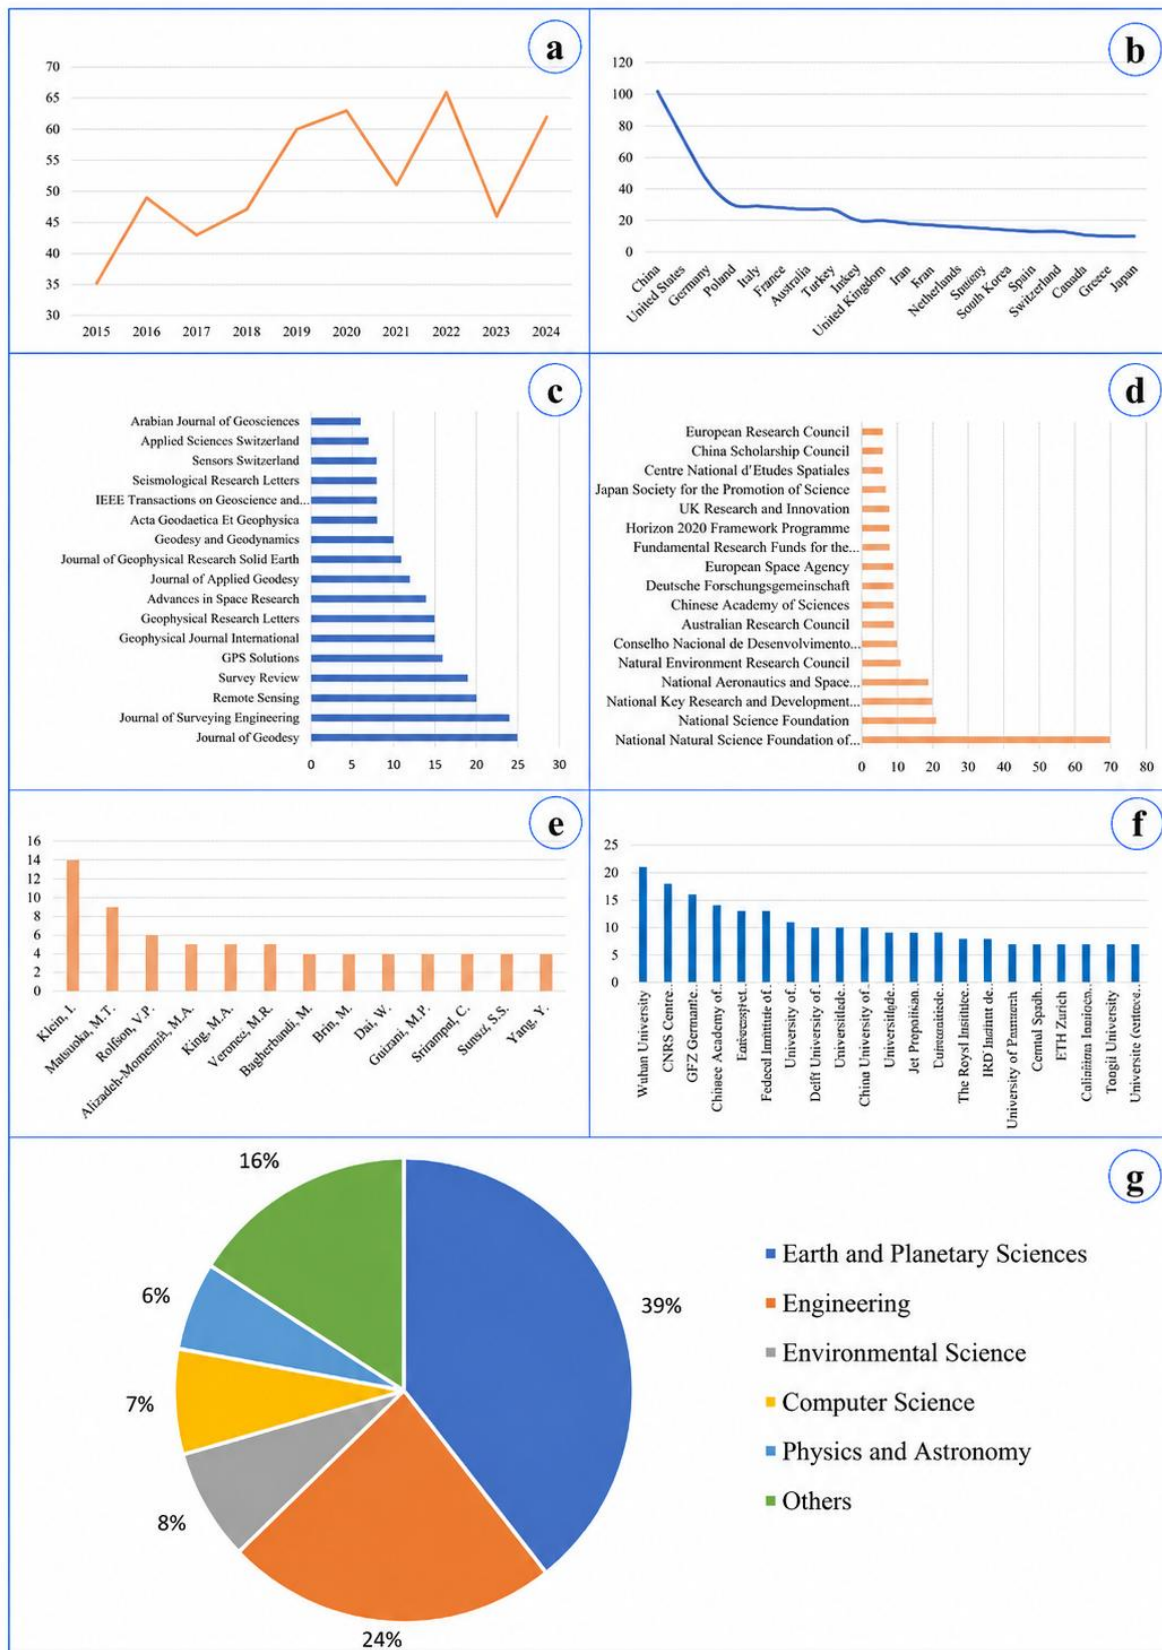 a
70
65
60
55
50
45
40
35
30
2015 2016 2017 2018 2019 2020 2021 2022 2023 2024
b
120
100
80
60
40
20
0
China
United States
Germany
Poland
Italy
France
Australia
Turkey
Inkey
United Kingdom
Iran
Kran
Netherlands
South Korea
Spain
Switzerland
Canada
Greece
Japan
c
Arabian Journal of Geosciences
Applied Sciences Switzerland
Sensors Switzerland
Seismological Research Letters
IEEE Transactions on Geoscience and...
Acta Goodaetica Et Geophysica
Geodesy and Geodynamics
Journal of Geophysical Research Solid Earth
Journal of Applied Geodesy
Advances in Space Research
Geophysical Research Letters
Geophysical Journal International
GPS Solutions
Survey Review
Remote Sensing
Journal of Surveying Engineering
Journal of Geodesy
0 5 10 15 20 25 30
d
European Research Council
China Scholarship Council
Centre National d'Etudes Spatiales
Japan Society for the Promotion of Science
UK Research and Innovation
Horizon 2020 Framework Programme
Fundamental Research Funds for the...
European Space Agency
Deutsche Forschungsgemeinschaft
Chinese Academy of Sciences
Australian Research Council
Conselho Nacional de Desenvolvimento...
Natural Environment Research Council
National Aeronautics and Space...
National Key Research and Development...
National Science Foundation
National Natural Science Foundation of...
0 10 20 30 40 50 60 70 80
e
16
14
12
10
8
6
4
2
0
Klein, I.
Matsuoka, M.T.
Rolfson, V.P.
King, M.A.
Veronez, M.R.
Bagherbandi, M.
Brin, M.
Dai, W.
Guizani, M.P.
Yang, Y.
f
25
20
15
10
5
0
Wuhan University
CNRS Centre..
Delft University of ..
China University of ..
University of ..
ETH Zurich
Tongil University
g
16%
39%
6%
7%
8%
24%
Earth and Planetary Sciences
Engineering
Environmental Science
Computer Science
Physics and Astronomy
Others